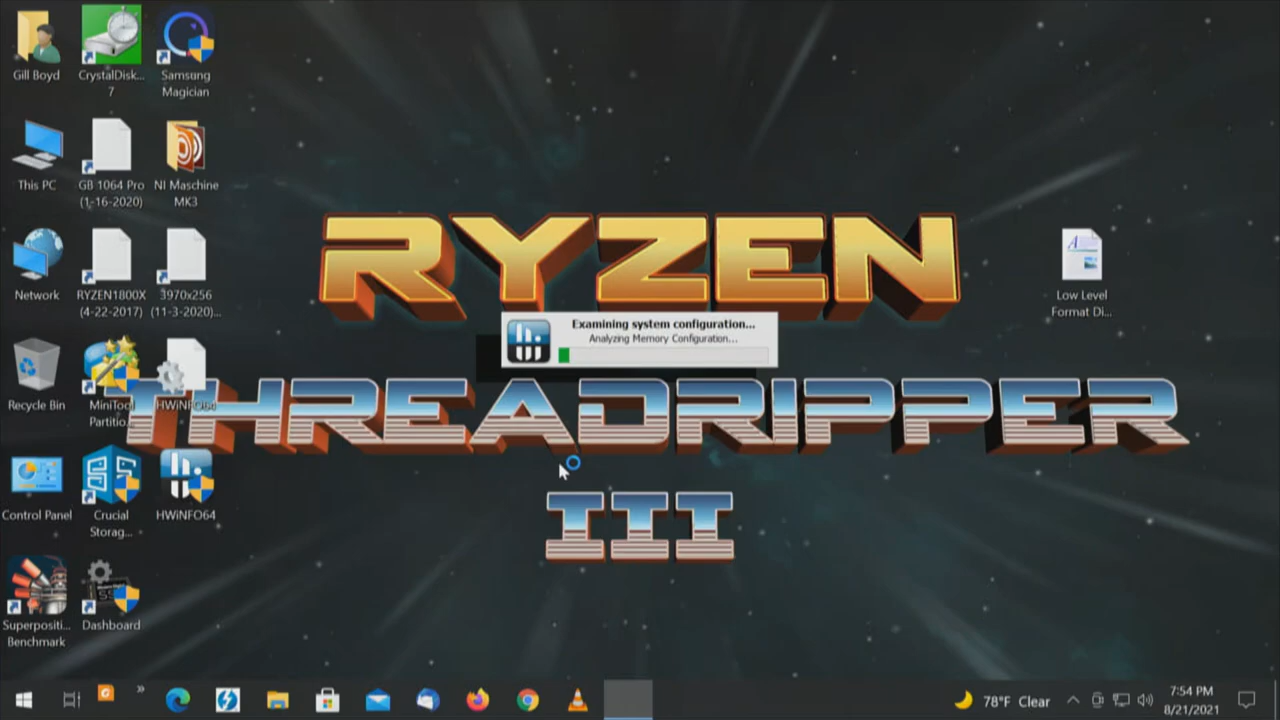 Gill Boyd
CrystalDisk...
7
Samsung
Magician
This PC
GB 1064 Pro
(1-16-2020)
NI Maschine
MK3
Network
RYZEN1800X
(4-22-2017)
3970x256
(11-3-2020)...
Recycle Bin
MiniTool
Partitio...
HWiNFO64
Control Panel
Crucial
Storag...
HWiNFO64
Superpositi...
Benchmark
Dashboard
RYZEN
Examining system configuration...
Analyzing Memory Configuration...
THREADRIPPER
III
Low Level
Format Di...
78°F Clear
7:54 PM
8/21/2021